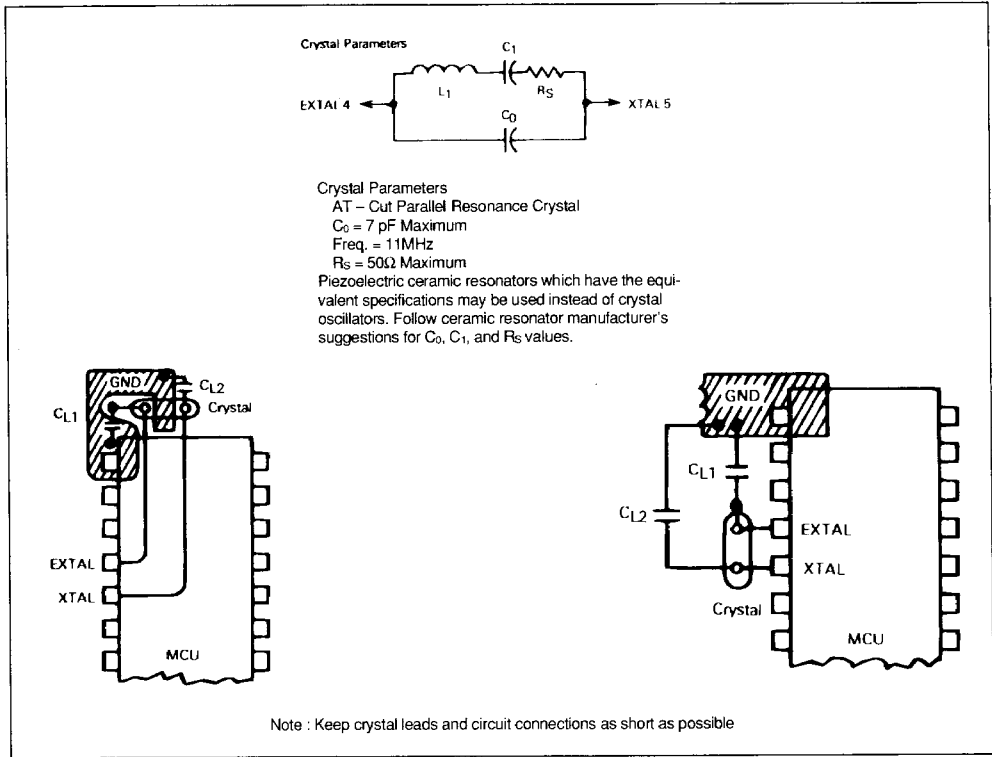 Crystal Parameters
C1
L1
RS
EXTAL 4
XTAL 5
C0
Crystal Parameters
AT – Cut Parallel Resonance Crystal
C0 = 7 pF Maximum
Freq. = 11MHz
RS = 50Ω Maximum
Piezoelectric ceramic resonators which have the equi-
valent specifications may be used instead of crystal
oscillators. Follow ceramic resonator manufacturer's
suggestions for C0, C1, and RS values.
GND
CL2
CL1
Crystal
EXTAL
XTAL
MCU
GND
CL1
CL2
EXTAL
XTAL
Crystal
MCU
Note : Keep crystal leads and circuit connections as short as possible